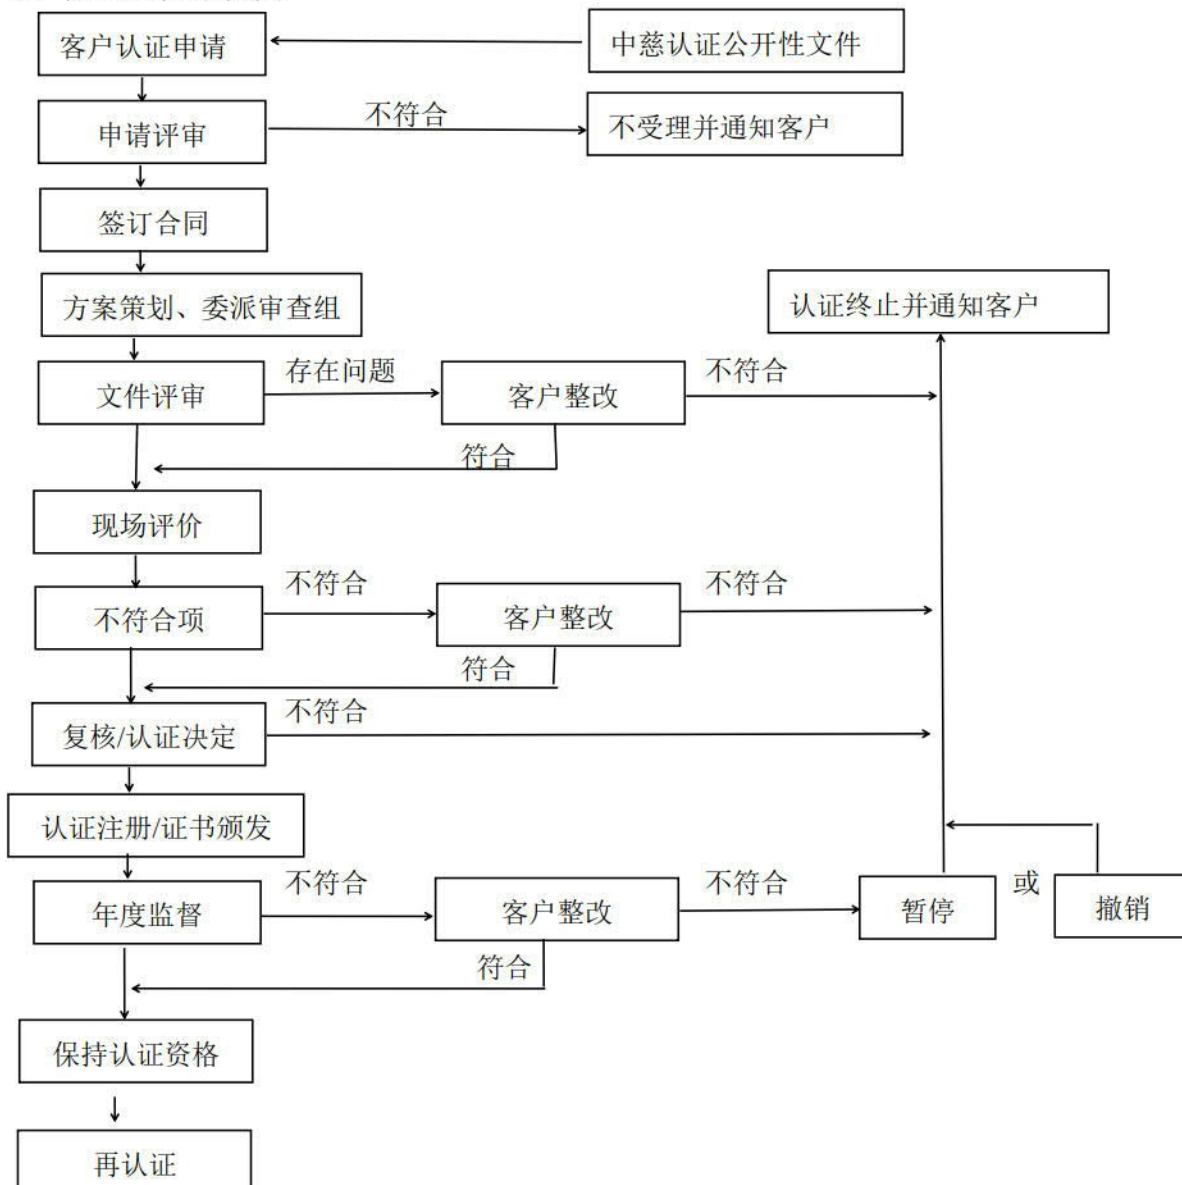 客户认证申请
中慈认证公开性文件
申请评审
不符合
不受理并通知客户
签订合同
方案策划、委派审查组
认证终止并通知客户
文件评审
存在问题
客户整改
不符合
符合
现场评价
不符合项
不符合
客户整改
不符合
符合
复核/认证决定
不符合
认证注册/证书颁发
年度监督
不符合
客户整改
不符合
暂停
或
撤销
符合
保持认证资格
再认证